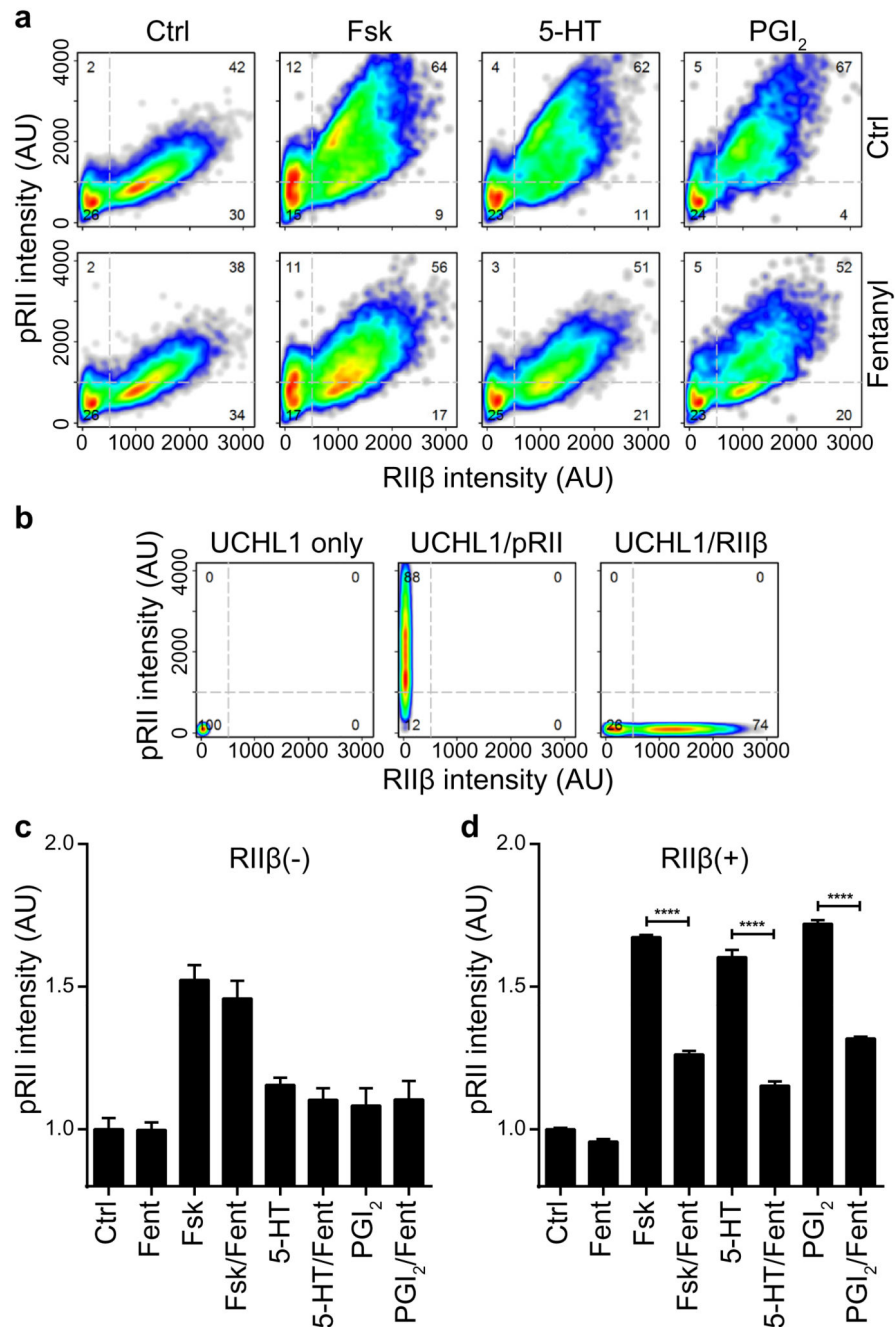 a
Ctrl Fsk 5-HT PGI₂
pRII intensity (AU)
4000 2000 0
2 42 26 30
12 64 15 9
4 62 23 11
5 67 24 4
Ctrl
4000 2000 0
2 38 26 34
11 56 17 17
3 51 25 21
5 52 23 20
Fentanyl
0 1000 2000 3000 0 1000 2000 3000 0 1000 2000 3000 0 1000 2000 3000
RIIβ intensity (AU)
b
UCHL1 only UCHL1/pRII UCHL1/RIIβ
pRII intensity (AU)
4000 2000 0
0 0 100 0
88 0 12 0
0 0 26 74
0 1000 2000 3000 0 1000 2000 3000 0 1000 2000 3000
RIIβ intensity (AU)
c
RIIβ(-)
pRII intensity (AU)
2.0
1.5
1.0
Ctrl
Fent
Fsk
Fsk/Fent
5-HT
5-HT/Fent
PGI₂
PGI₂/Fent
d
RIIβ(+)
pRII intensity (AU)
2.0
1.5
1.0
**** **** ****
Ctrl
Fent
Fsk
Fsk/Fent
5-HT
5-HT/Fent
PGI₂
PGI₂/Fent